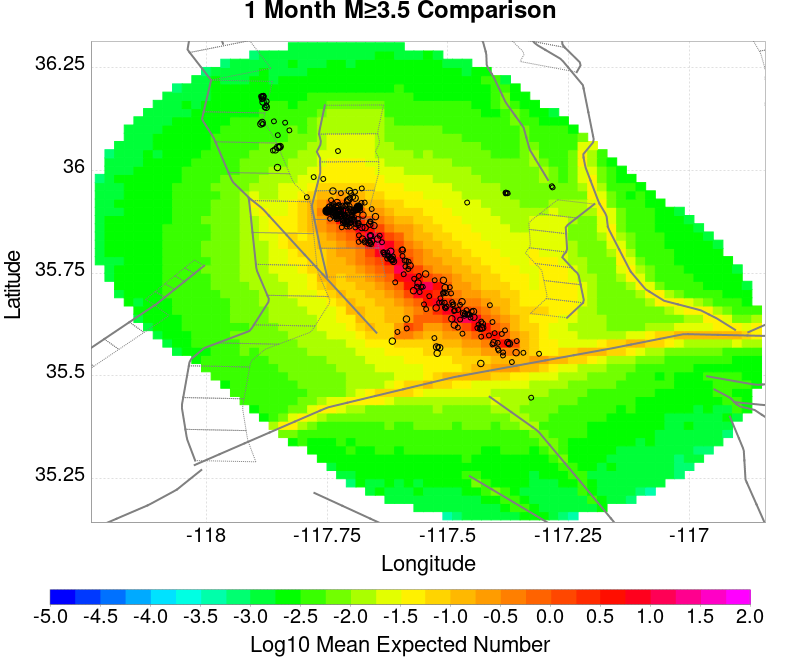 1 Month M≥3.5 Comparison
36.25
36
35.75
35.5
35.25
Latitude
-118 -117.75 -117.5 -117.25 -117
Longitude
-5.0 -4.5 -4.0 -3.5 -3.0 -2.5 -2.0 -1.5 -1.0 -0.5 0.0 0.5 1.0 1.5 2.0
Log10 Mean Expected Number